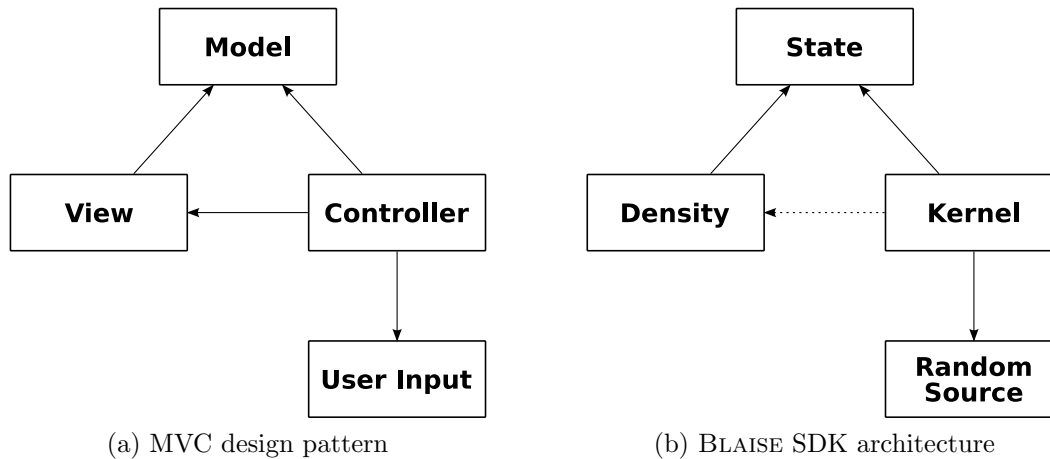 Model
View
Controller
User Input
(a) MVC design pattern
State
Density
Kernel
Random
Source
(b) BLAISE SDK architecture